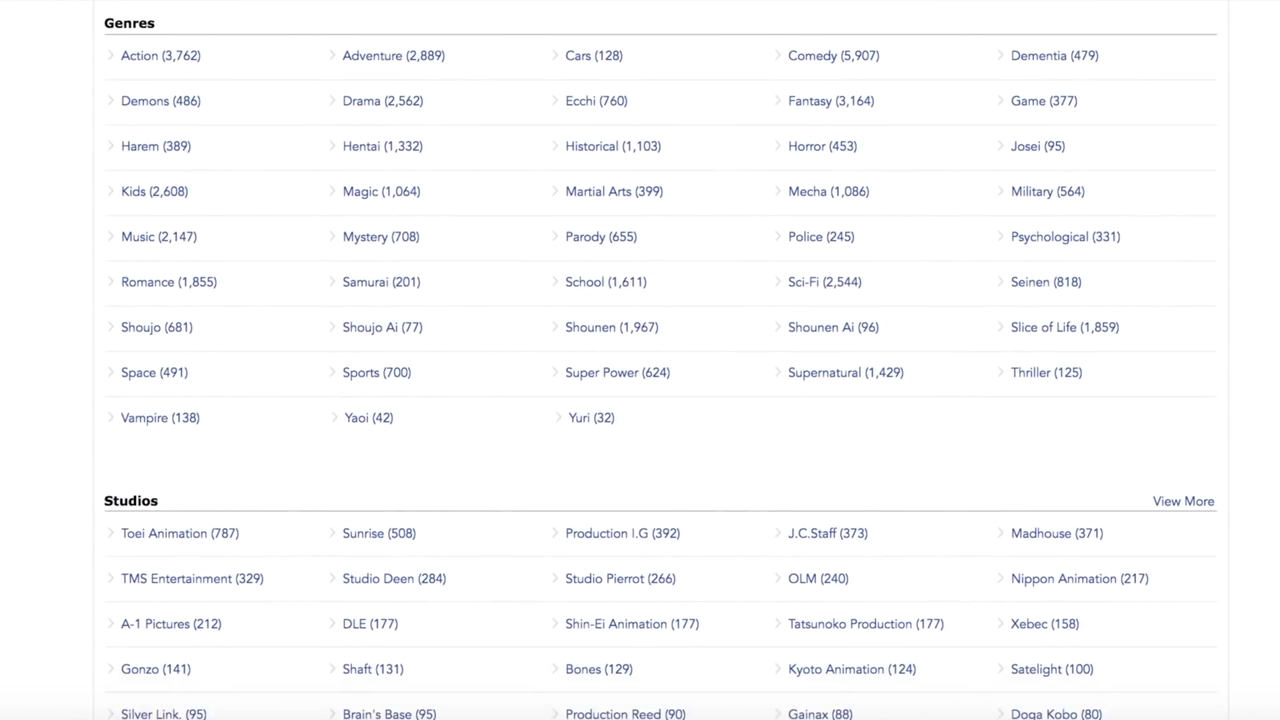 Genres
Action (3,762) Adventure (2,889) Cars (128) Comedy (5,907) Dementia (479)
Demons (486) Drama (2,562) Ecchi (760) Fantasy (3,164) Game (377)
Harem (389) Hentai (1,332) Historical (1,103) Horror (453) Josei (95)
Kids (2,608) Magic (1,064) Martial Arts (399) Mecha (1,086) Military (564)
Music (2,147) Mystery (708) Parody (655) Police (245) Psychological (331)
Romance (1,855) Samurai (201) School (1,611) Sci-Fi (2,544) Seinen (818)
Shoujo (681) Shoujo Ai (77) Shounen (1,967) Shounen Ai (96) Slice of Life (1,859)
Space (491) Sports (700) Super Power (624) Supernatural (1,429) Thriller (125)
Vampire (138) Yaoi (42) Yuri (32)
Studios View More
Toei Animation (787) Sunrise (508) Production I.G (392) J.C.Staff (373) Madhouse (371)
TMS Entertainment (329) Studio Deen (284) Studio Pierrot (266) OLM (240) Nippon Animation (217)
A-1 Pictures (212) DLE (177) Shin-Ei Animation (177) Tatsunoko Production (177) Xebec (158)
Gonzo (141) Shaft (131) Bones (129) Kyoto Animation (124) Satelight (100)
Silver Link. (95) Brain's Base (95) Production Reed (90) Gainax (88) Doga Kobo (80)